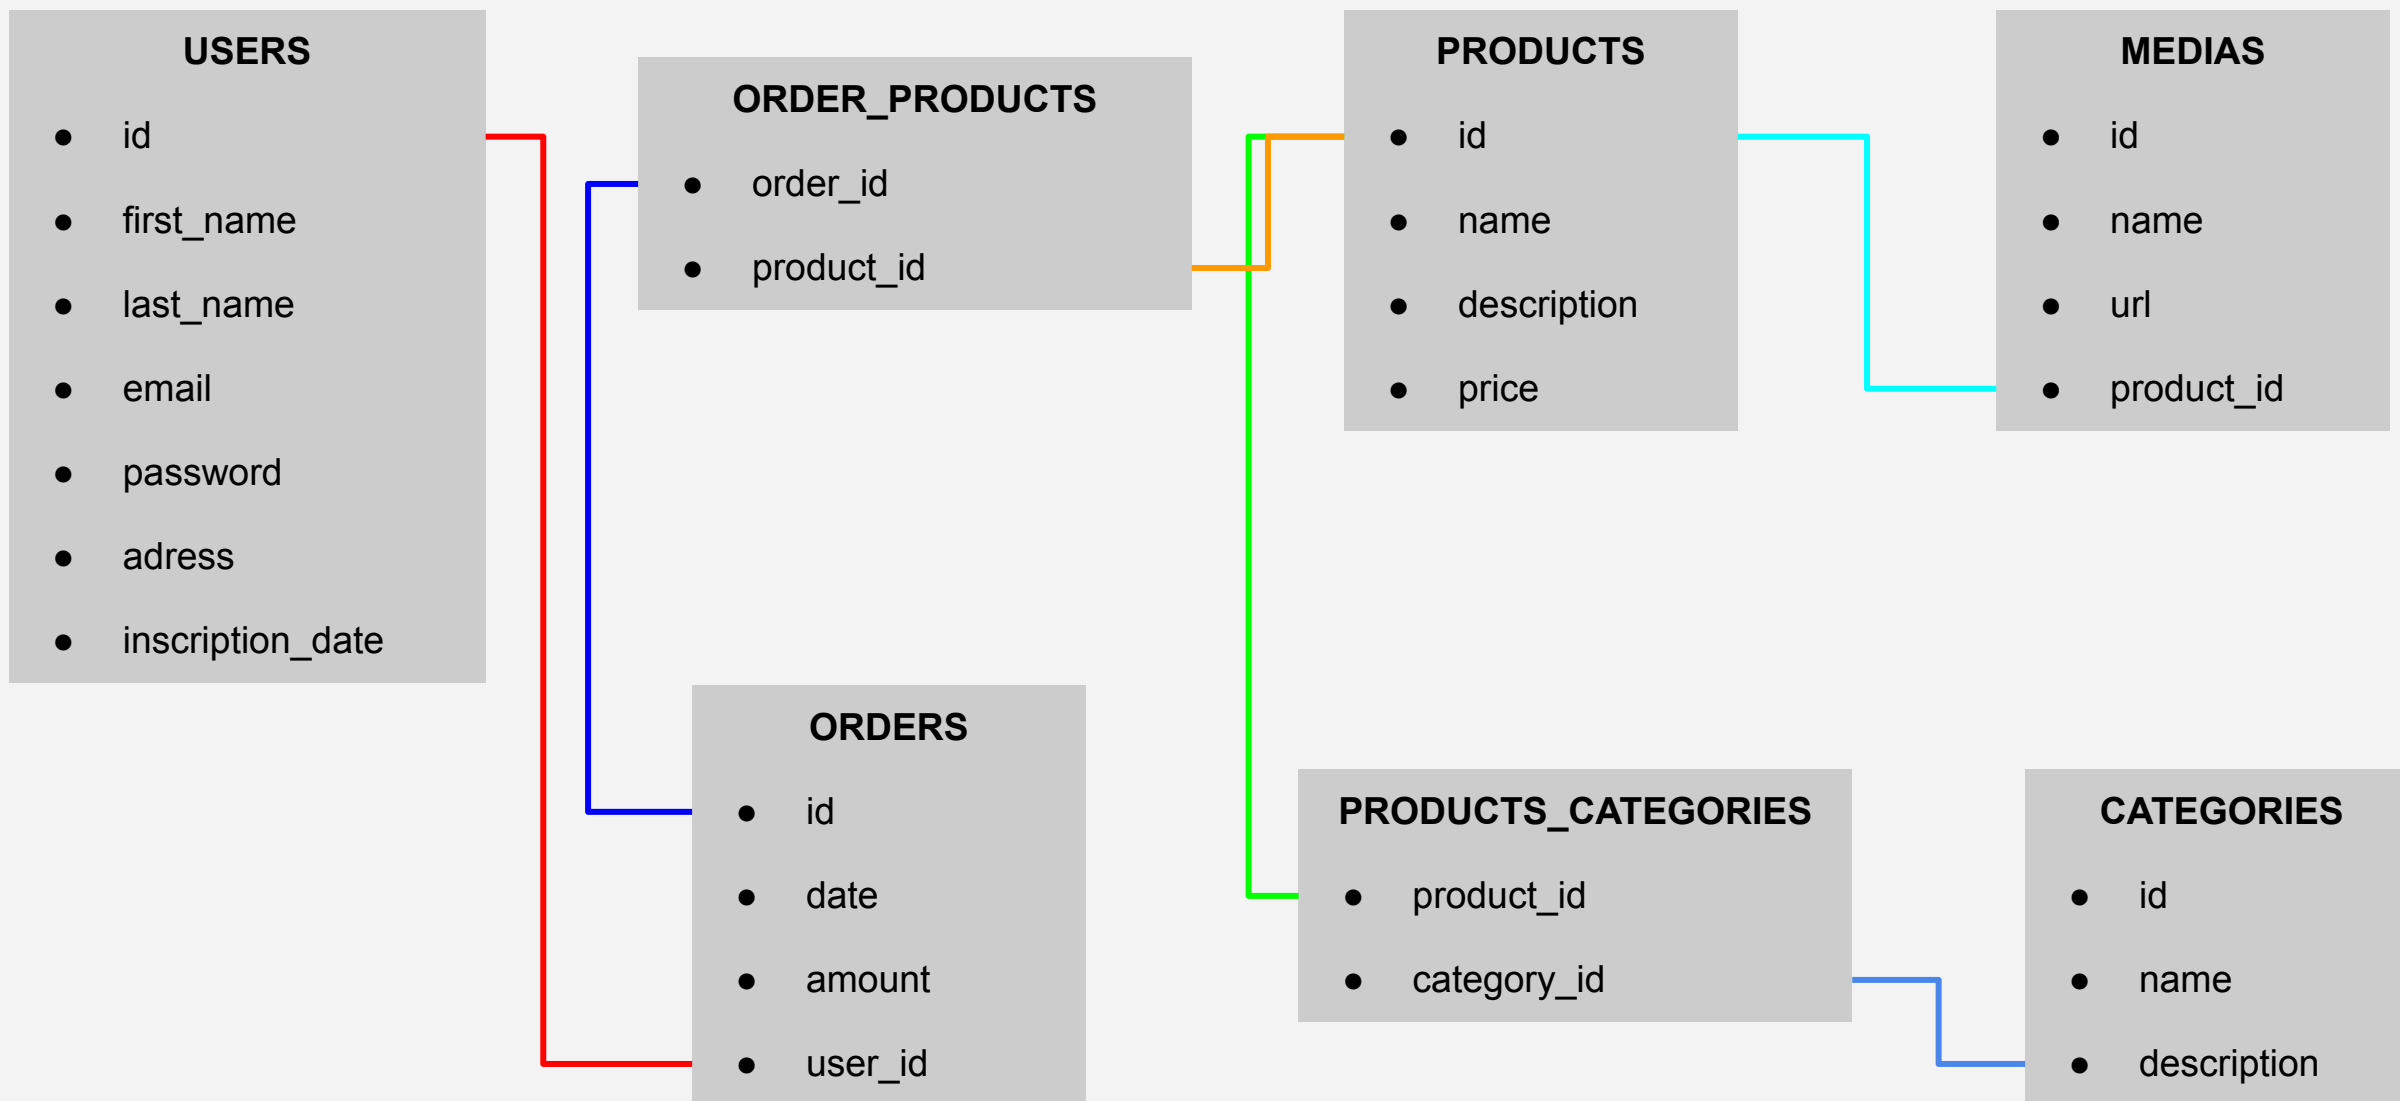 USERS
● id
● first_name
● last_name
● email
● password
● adress
● inscription_date
ORDER_PRODUCTS
● order_id
● product_id
PRODUCTS
● id
● name
● description
● price
MEDIAS
● id
● name
● url
● product_id
ORDERS
● id
● date
● amount
● user_id
PRODUCTS_CATEGORIES
● product_id
● category_id
CATEGORIES
● id
● name
● description